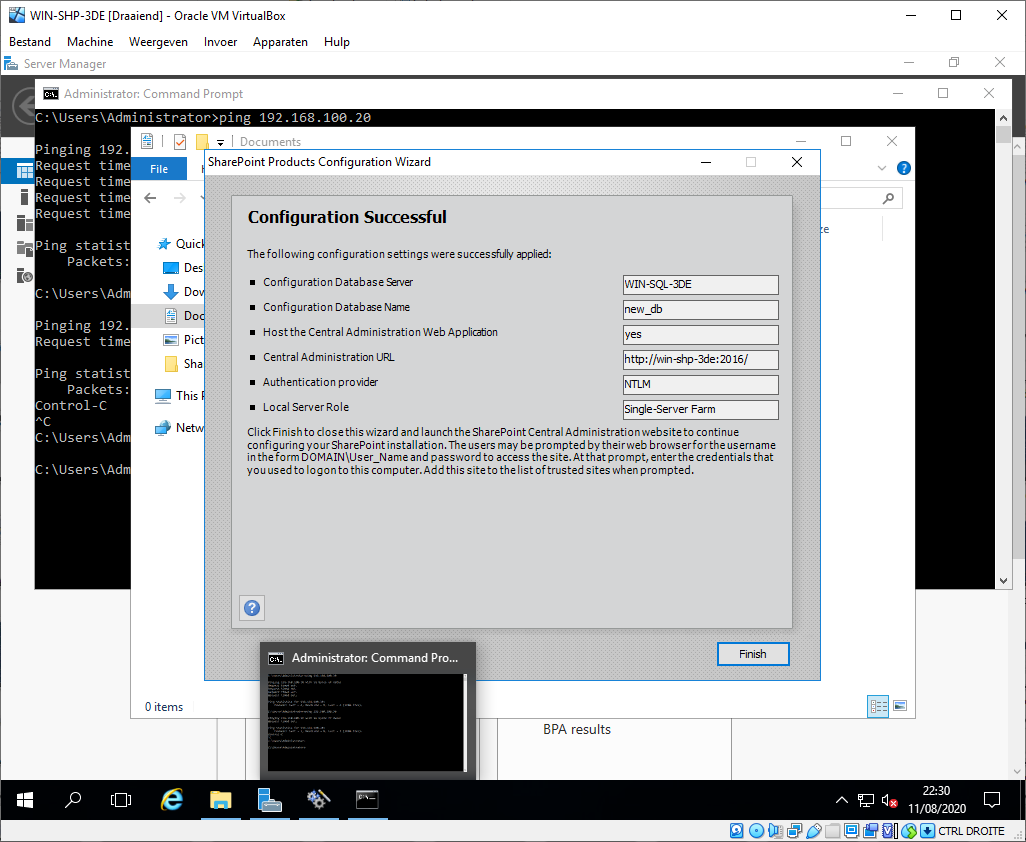 WIN-SHP-3DE [Draaiend] - Oracle VM VirtualBox
Bestand Machine Weergeven Invoer Apparaten Hulp
Server Manager
Administrator: Command Prompt
C:\Users\Administrator>ping 192.168.100.20
Pinging 192.
Request time
Request time
Request time
Request time
Ping statist
Packets:
C:\Users\Adm
Pinging 192.
Request time
Ping statist
Packets:
Control-C
^C
C:\Users\Adm
C:\Users\Adm
Documents
File
Quick
Des
Dov
Doc
Pict
Sha
This P
Netw
ze
0 items
SharePoint Products Configuration Wizard
Configuration Successful
The following configuration settings were successfully applied:
Configuration Database Server WIN-SQL-3DE
Configuration Database Name new_db
Host the Central Administration Web Application yes
Central Administration URL http://win-shp-3de:2016/
Authentication provider NTLM
Local Server Role Single-Server Farm
Click Finish to close this wizard and launch the SharePoint Central Administration website to continue
configuring your SharePoint installation. The users may be prompted by their web browser for the username
in the form DOMAIN\User_Name and password to access the site. At that prompt, enter the credentials that
you used to logon to this computer. Add this site to the list of trusted sites when prompted.
Finish
Administrator: Command Pro...
BPA results
22:30
11/08/2020
CTRL DROITE